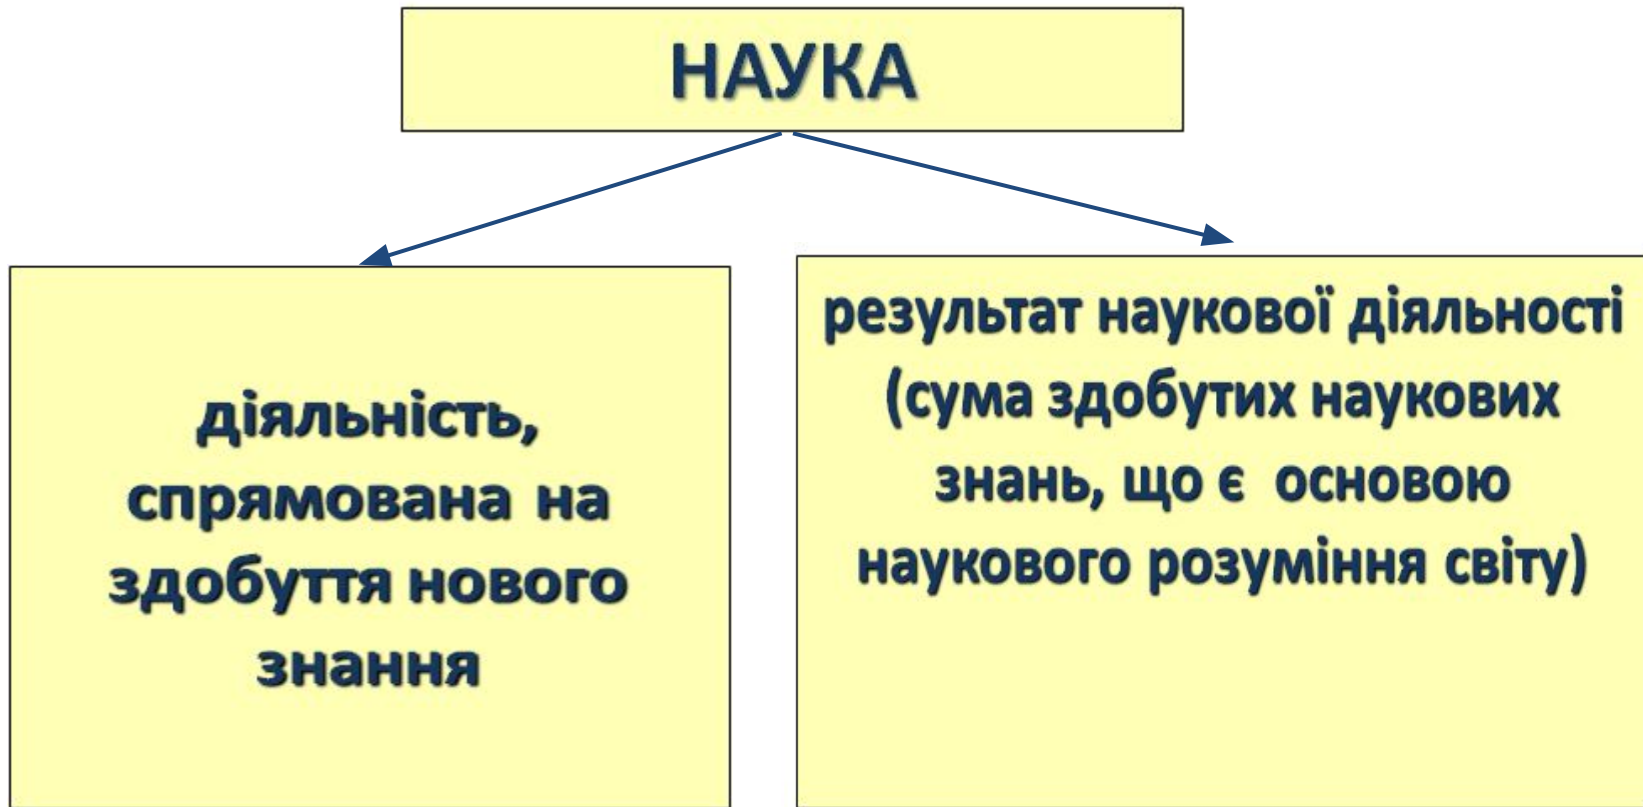 НАУКА
діяльність,
спрямована на
здобуття нового
знання
результат наукової діяльності
(сума здобутих наукових
знань, що є основою
наукового розуміння світу)